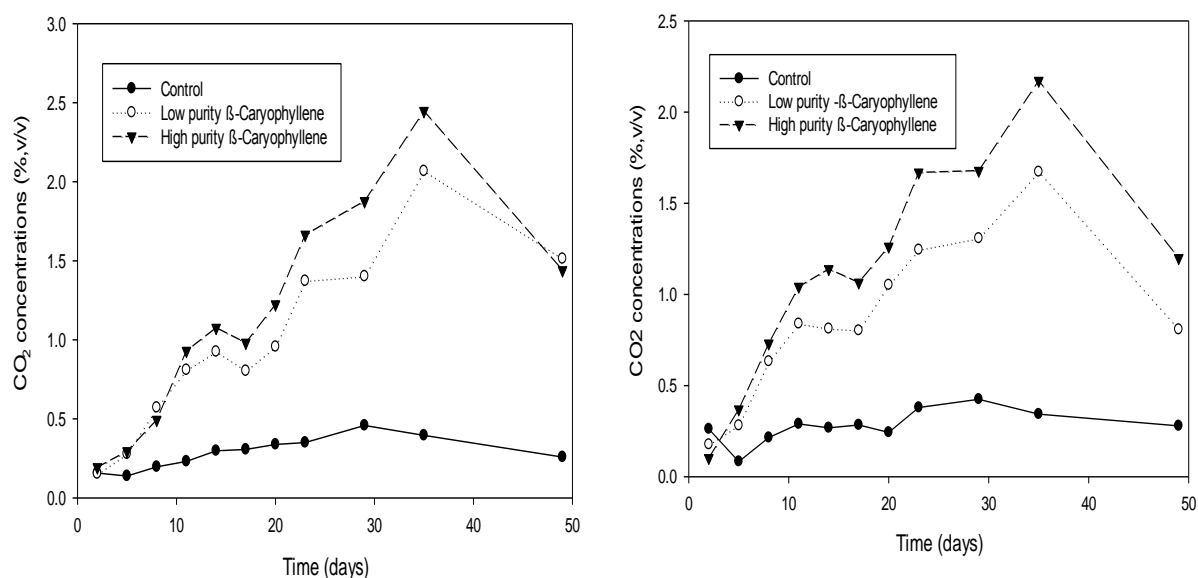 3.0
2.5
2.0
1.5
1.0
0.5
0.0
CO₂ concentrations (%,v/v)
Control
Low purity ß-Caryophyllene
High purity ß-Caryophyllene
0 10 20 30 40 50
Time (days)
2.5
2.0
1.5
1.0
0.5
0.0
CO2 concentrations (%,v/v)
Control
Low purity -ß-Caryophyllene
High purity ß-Caryophyllene
0 10 20 30 40 50
Time (days)